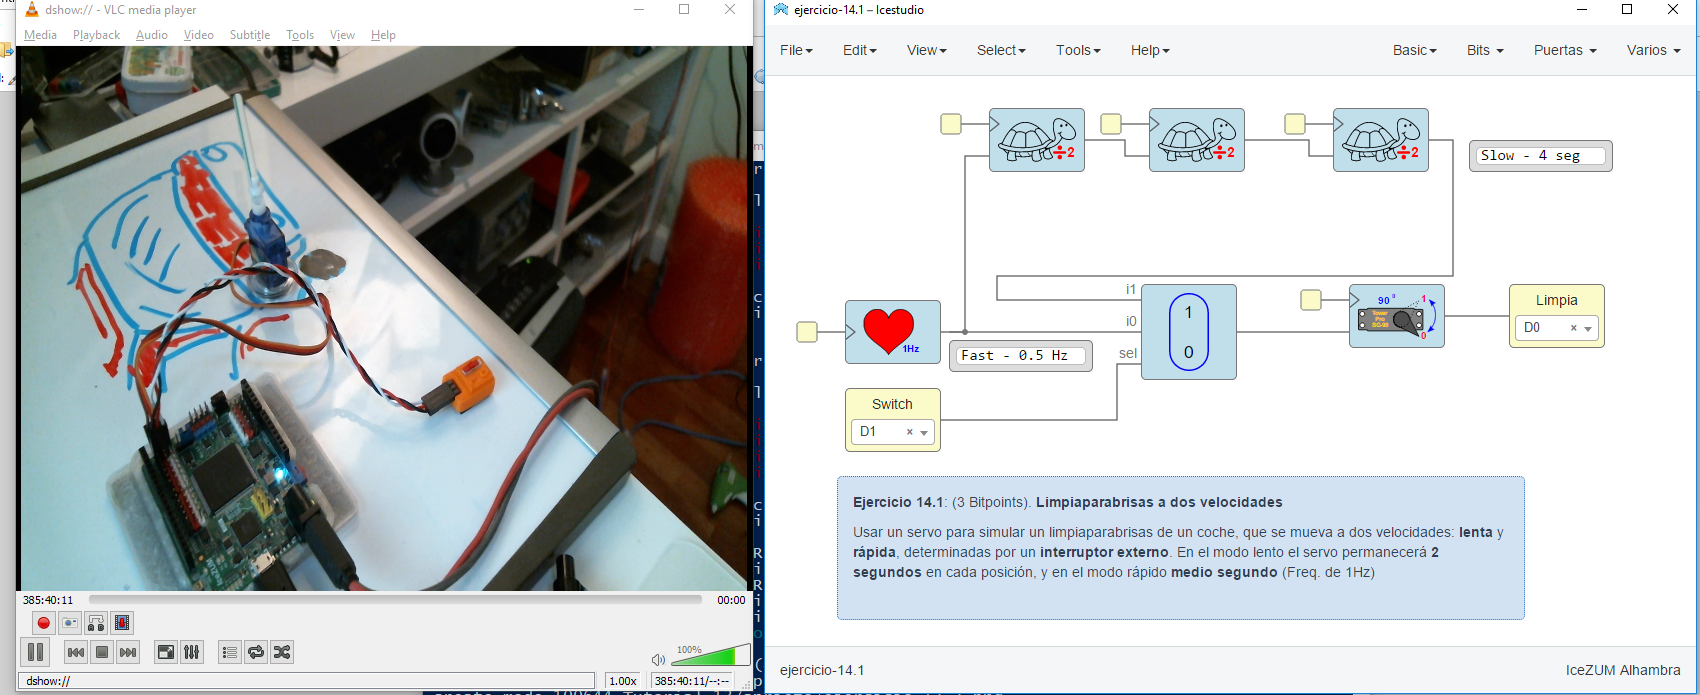 dshow:// - VLC media player
Media Playback Audio Video Subtitle Tools View Help
385:40:11
00:00
100%
dshow://
1.00x
385:40:11/--:--
ejercicio-14.1 – Icestudio
File Edit View Select Tools Help Basic Bits Puertas Varios
÷2
÷2
÷2
Slow - 4 seg
1Hz
Fast - 0.5 Hz
i1
i0
sel
1
0
90º
1
0
Tower
Pro
SG-90
Limpia
D0
Switch
D1
Ejercicio 14.1: (3 Bitpoints). Limpiaparabrisas a dos velocidades
Usar un servo para simular un limpiaparabrisas de un coche, que se mueva a dos velocidades: lenta y
rápida, determinadas por un interruptor externo. En el modo lento el servo permanecerá 2
segundos en cada posición, y en el modo rápido medio segundo (Freq. de 1Hz)
ejercicio-14.1
IceZUM Alhambra